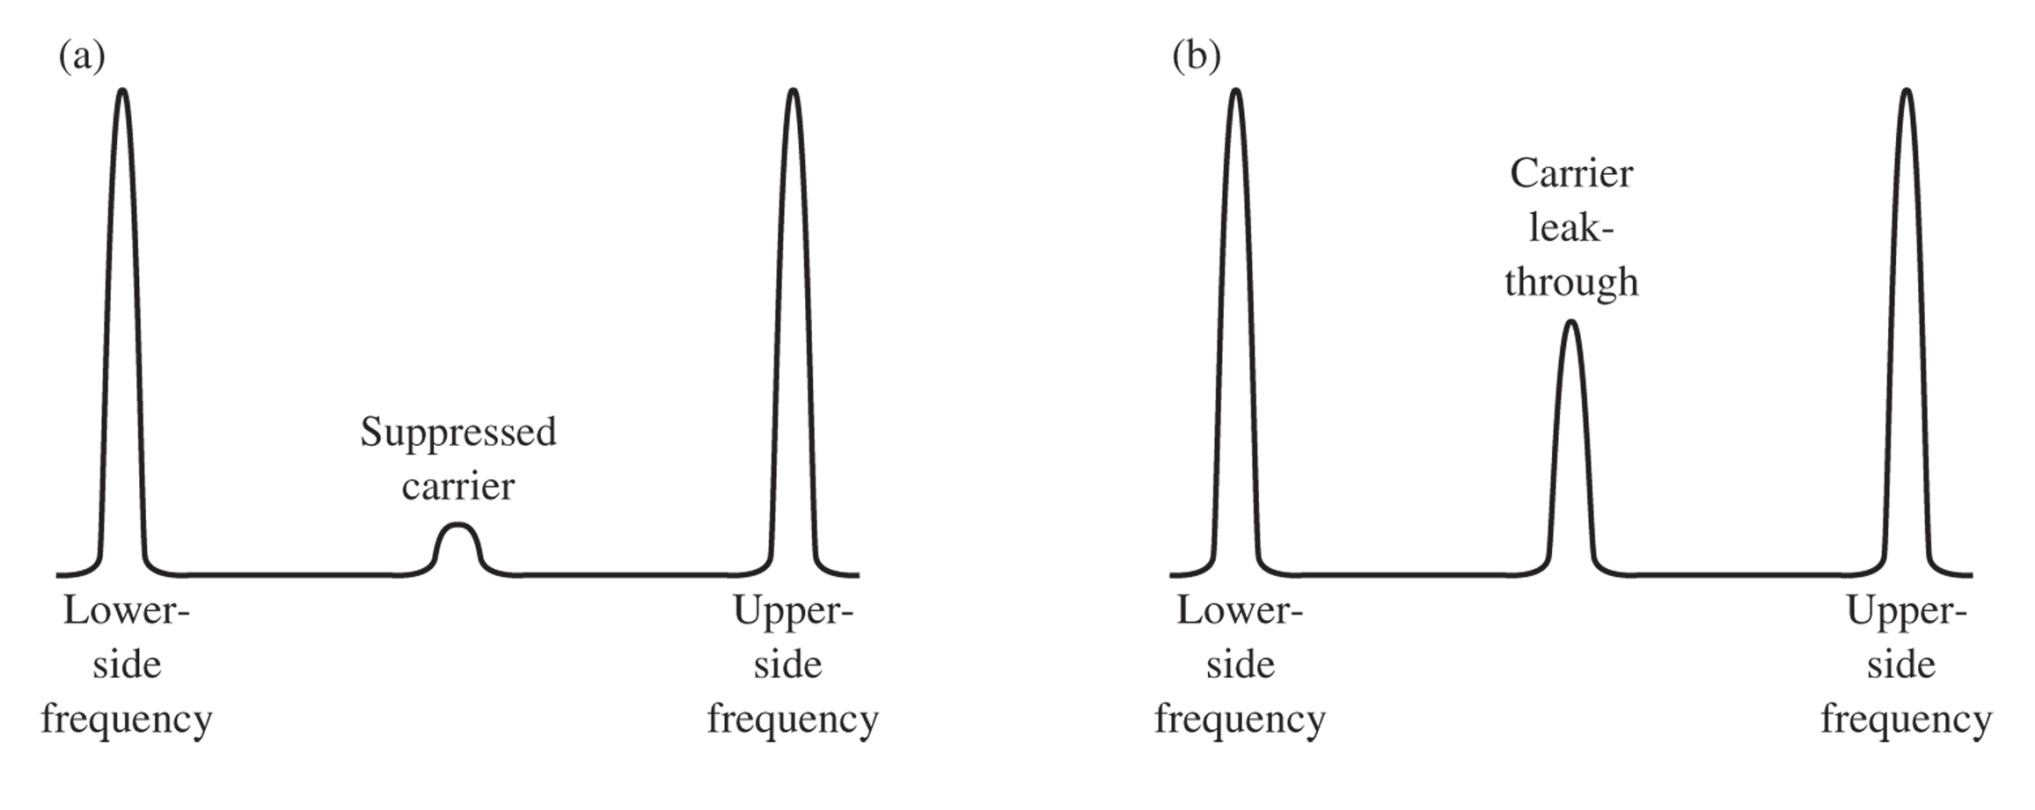 (a)
Suppressed
carrier
Lower-
side
frequency
Upper-
side
frequency
(b)
Carrier
leak-
through
Lower-
side
frequency
Upper-
side
frequency